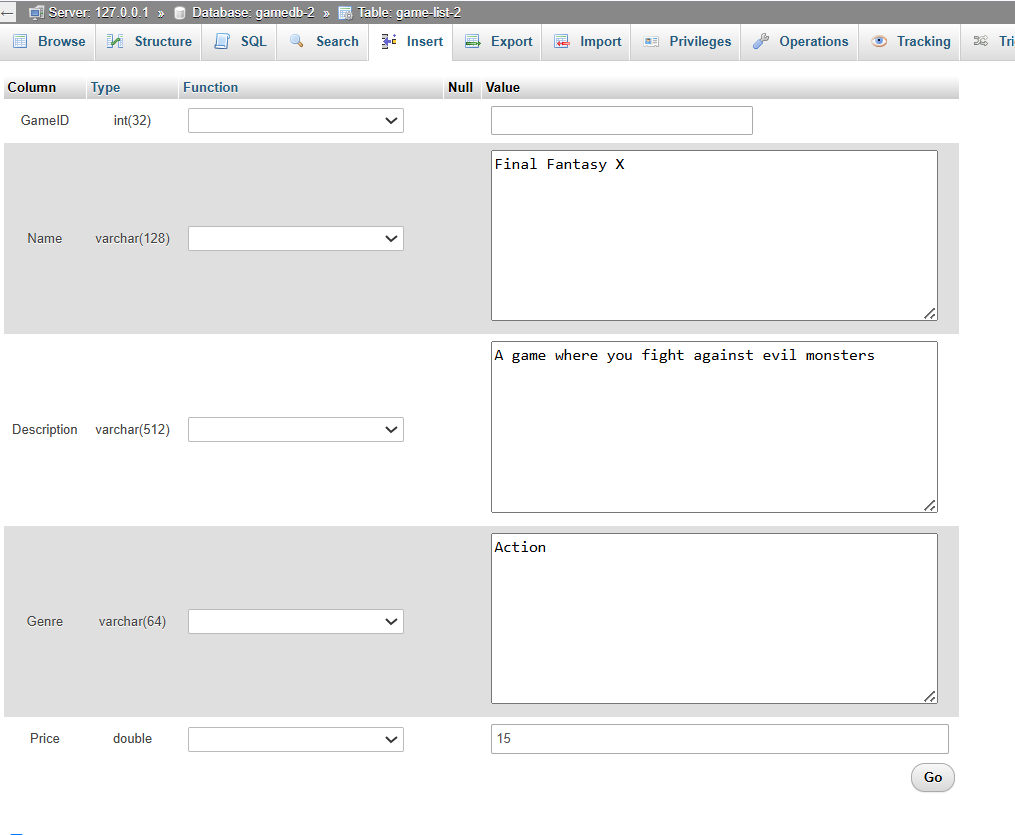 Server: 127.0.0.1 » Database: gamedb-2 » Table: game-list-2
Browse Structure SQL Search Insert Export Import Privileges Operations Tracking
Column Type Function Null Value
GameID int(32)
Name varchar(128) Final Fantasy X
Description varchar(512) A game where you fight against evil monsters
Genre varchar(64) Action
Price double 15
Go